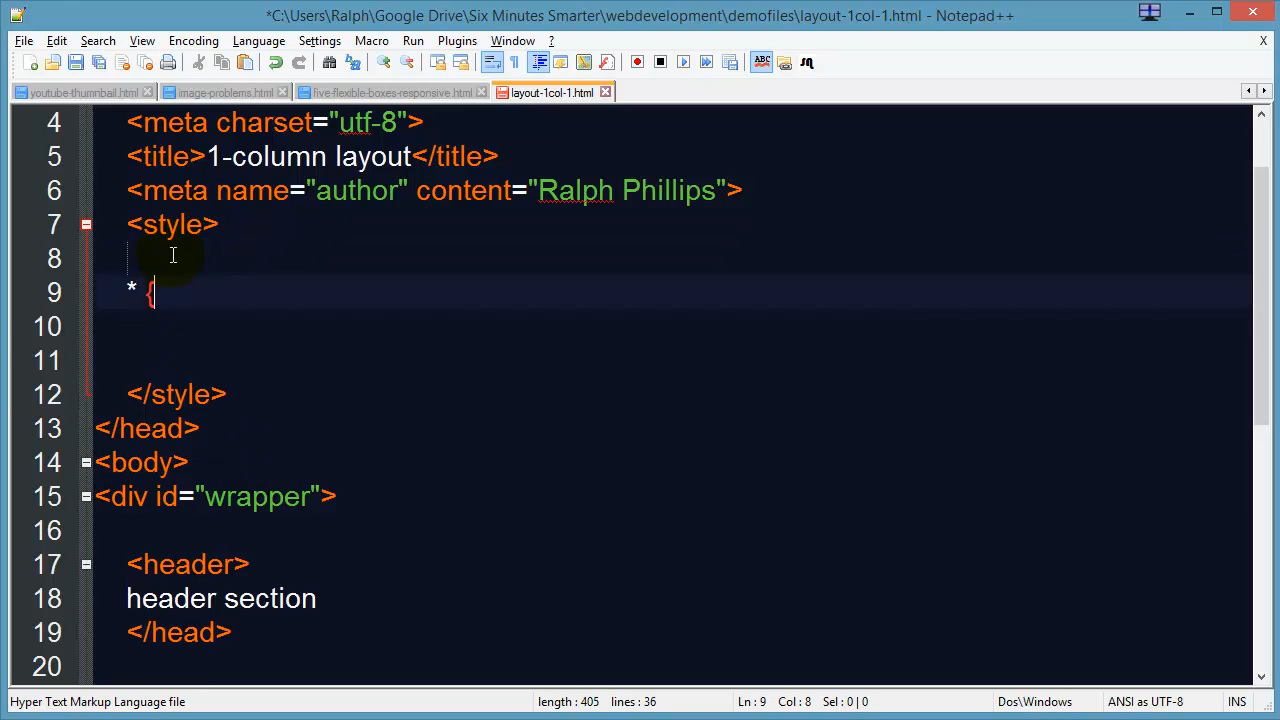 *C:\Users\Ralph\Google Drive\Six Minutes Smarter\webdevelopment\demofiles\layout-1col-1.html - Notepad++
File Edit Search View Encoding Language Settings Macro Run Plugins Window ? X
youtube-thumnbail.html image-problems.html five-flexible-boxes-responsive.html layout-1col-1.html
4 <meta charset="utf-8">
5 <title>1-column layout</title>
6 <meta name="author" content="Ralph Phillips">
7 <style>
8
9 * {
10
11
12 </style>
13 </head>
14 <body>
15 <div id="wrapper">
16
17 <header>
18 header section
19 </head>
20
Hyper Text Markup Language file length : 405 lines : 36 Ln : 9 Col : 8 Sel : 0 | 0 Dos\Windows ANSI as UTF-8 INS